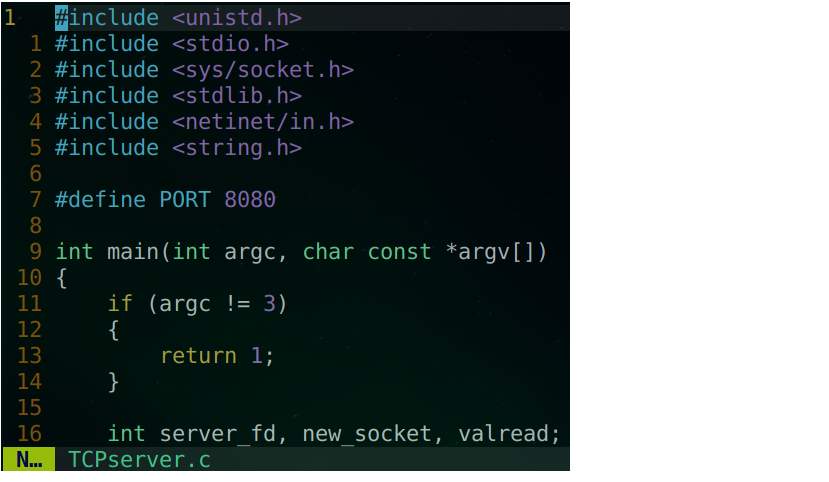 1 #include <unistd.h>
1 #include <stdio.h>
2 #include <sys/socket.h>
3 #include <stdlib.h>
4 #include <netinet/in.h>
5 #include <string.h>
6
7 #define PORT 8080
8
9 int main(int argc, char const *argv[])
10 {
11     if (argc != 3)
12     {
13         return 1;
14     }
15
16     int server_fd, new_socket, valread;
N… TCPserver.c